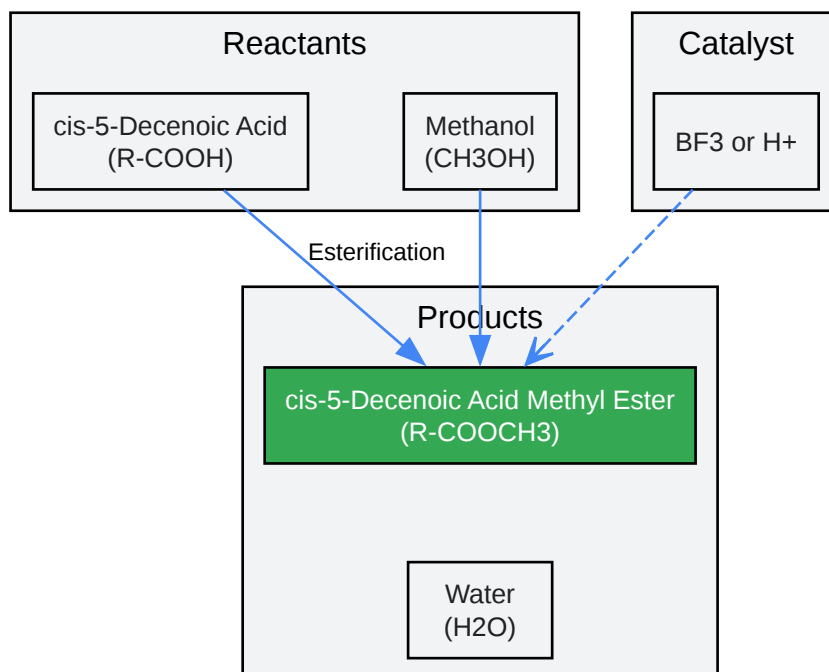 Reactants
Catalyst
cis-5-Decenoic Acid
(R-COOH)
Methanol
(CH3OH)
BF3 or H+
Esterification
Products
cis-5-Decenoic Acid Methyl Ester
(R-COOCH3)
Water
(H2O)